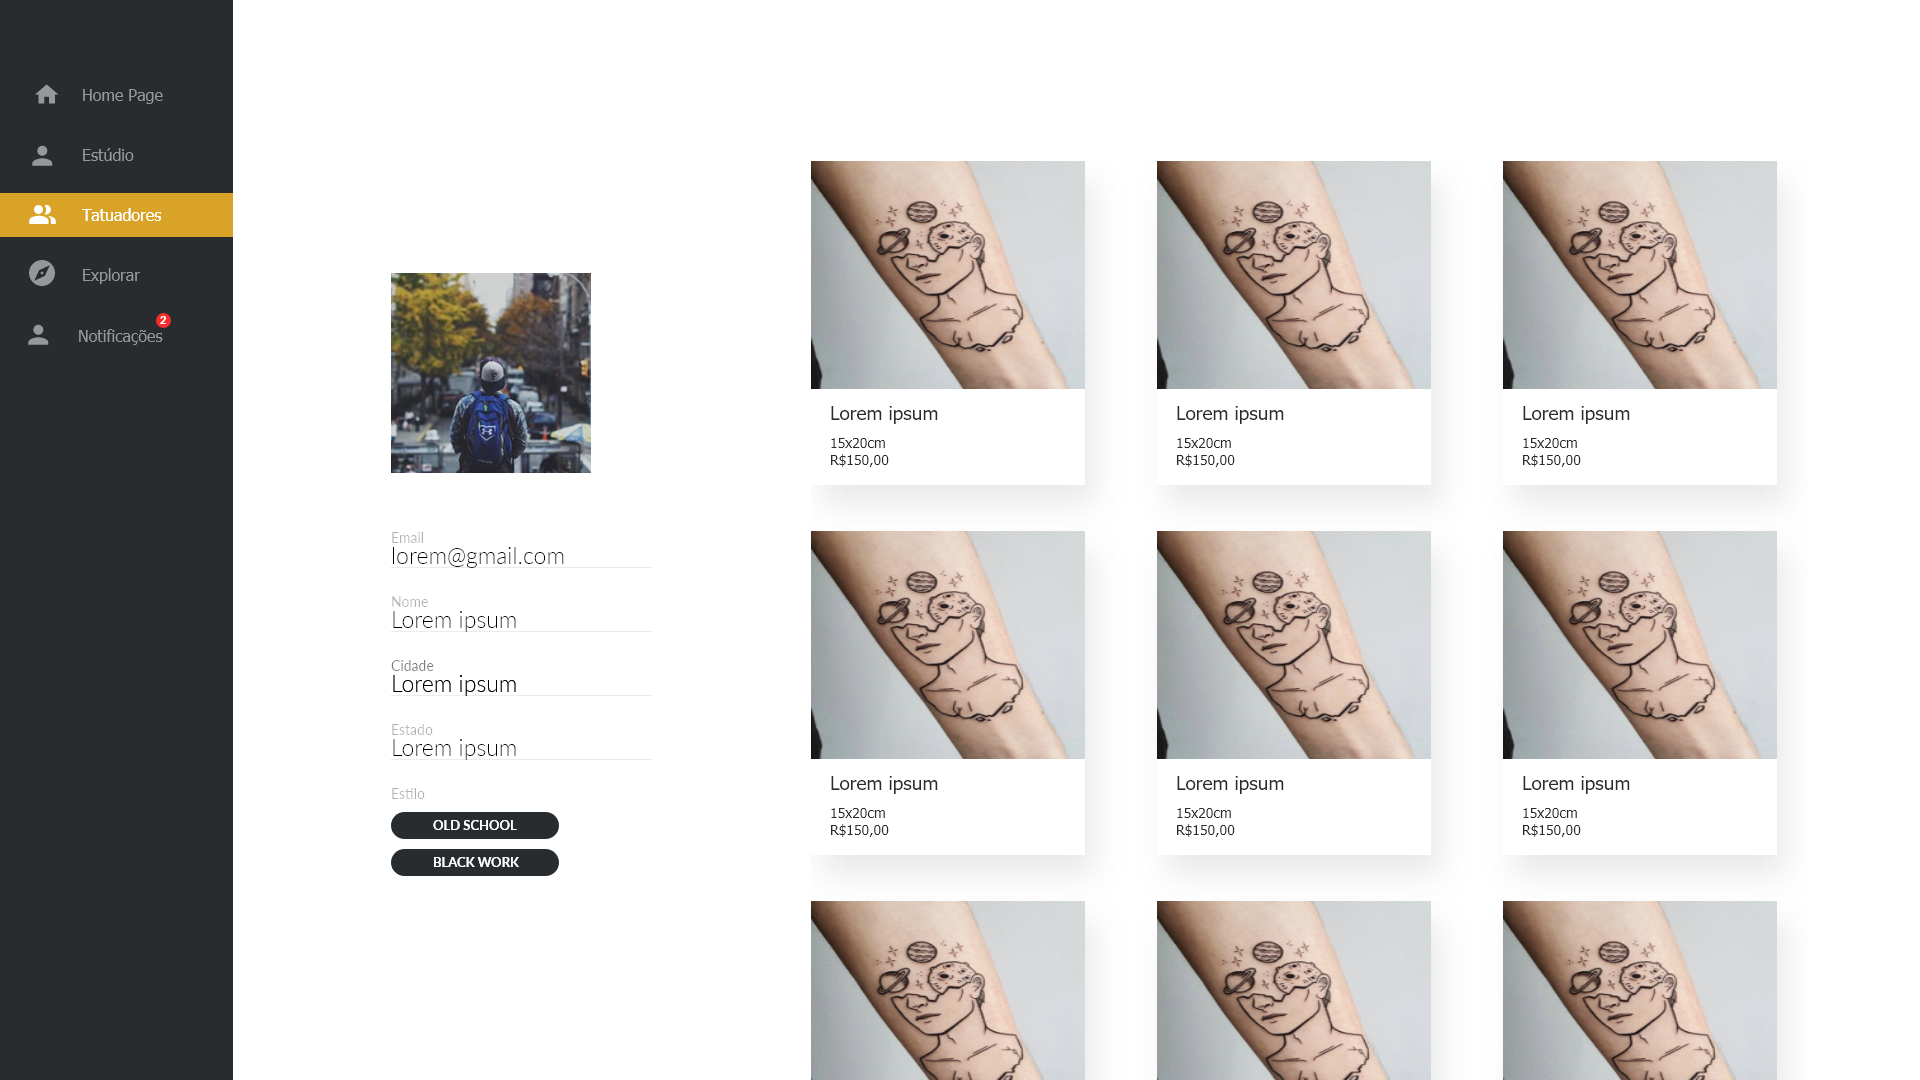 Home Page
Estúdio
Tatuadores
Explorar
Notificações
2
Email
lorem@gmail.com
Nome
Lorem ipsum
Cidade
Lorem ipsum
Estado
Lorem ipsum
Estilo
OLD SCHOOL
BLACK WORK
Lorem ipsum
15x20cm
R$150,00
Lorem ipsum
15x20cm
R$150,00
Lorem ipsum
15x20cm
R$150,00
Lorem ipsum
15x20cm
R$150,00
Lorem ipsum
15x20cm
R$150,00
Lorem ipsum
15x20cm
R$150,00